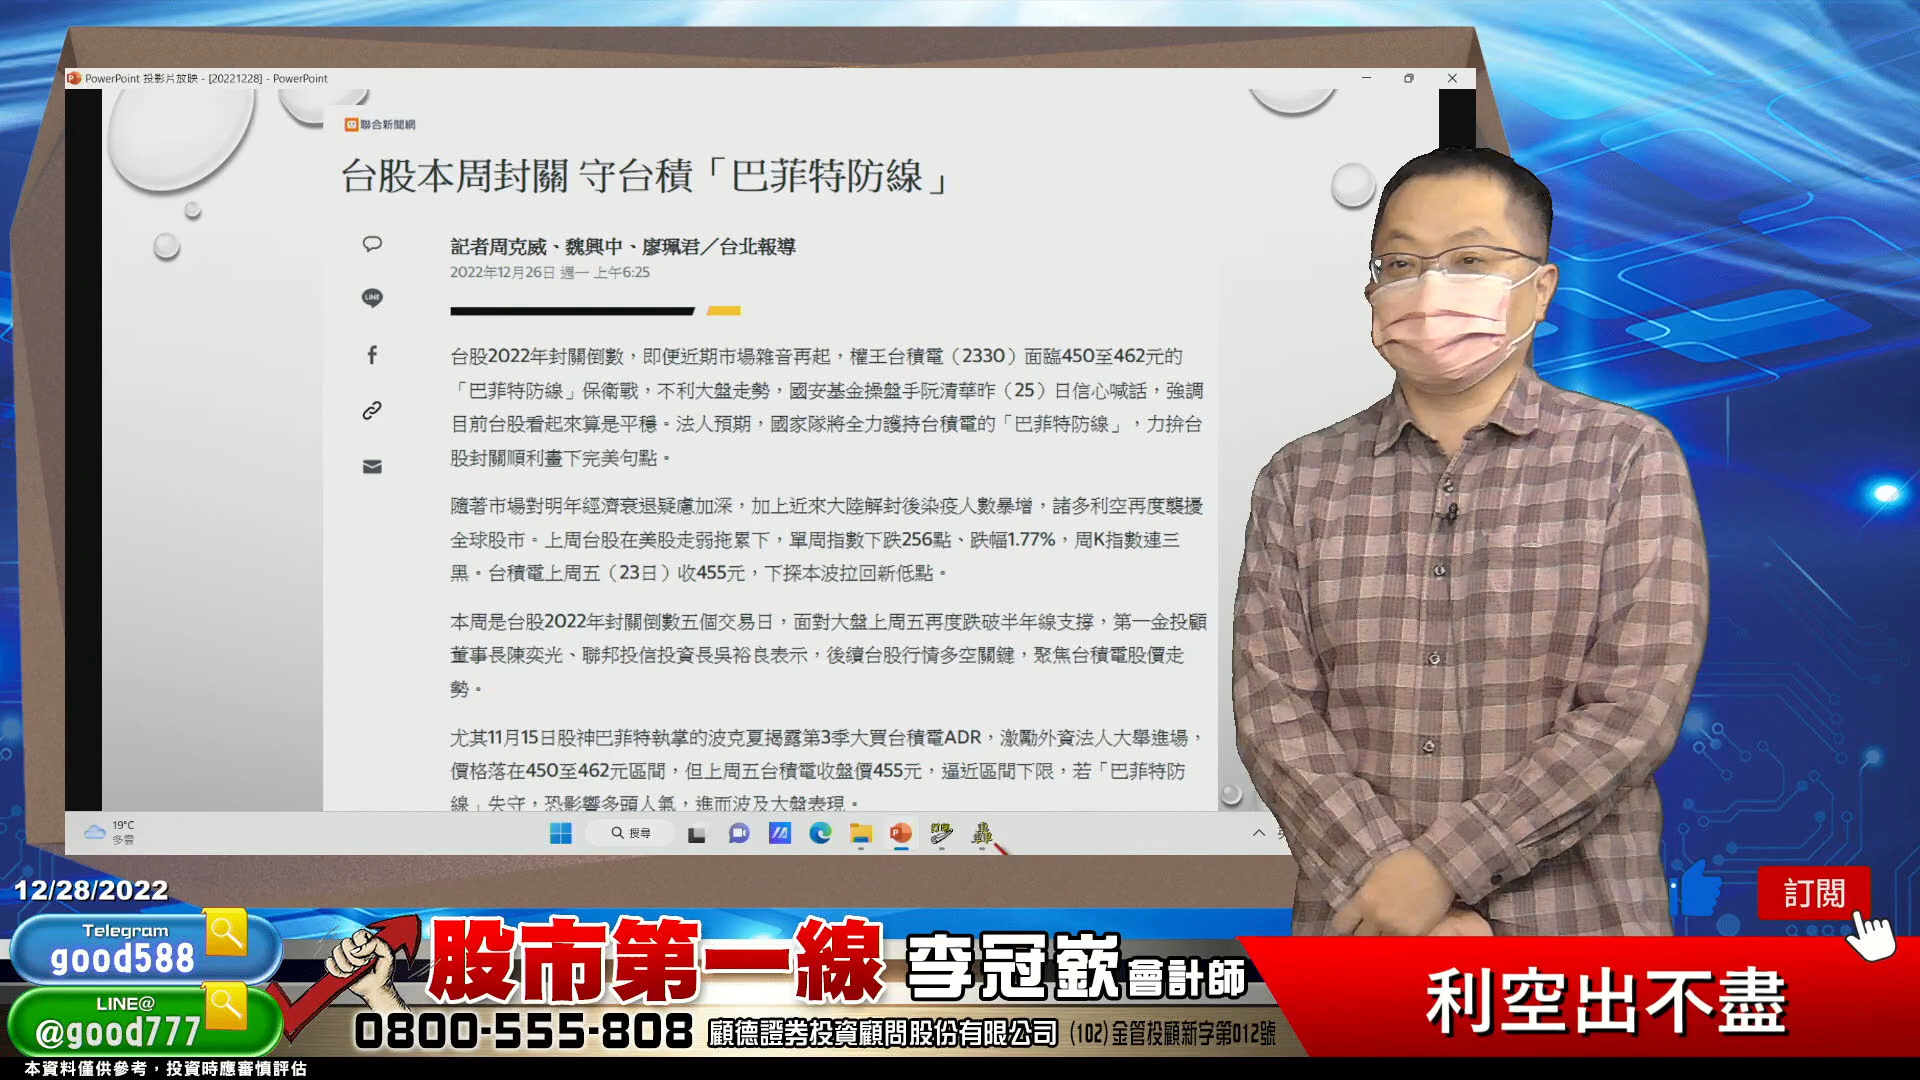 PowerPoint 投影片放映 - [20221228] - PowerPoint
聯合新聞網
台股本周封關 守台積「巴菲特防線」
記者周克威、魏興中、廖珮君／台北報導
2022年12月26日 週一 上午6:25
LINE
台股2022年封關倒數，即便近期市場雜音再起，權王台積電（2330）面臨450至462元的
「巴菲特防線」保衛戰，不利大盤走勢，國安基金操盤手阮清華昨（25）日信心喊話，強調
目前台股看起來算是平穩。法人預期，國家隊將全力護持台積電的「巴菲特防線」，力拚台
股封關順利畫下完美句點。
隨著市場對明年經濟衰退疑慮加深，加上近來大陸解封後染疫人數暴增，諸多利空再度襲擾
全球股市。上周台股在美股走弱拖累下，單周指數下跌256點、跌幅1.77%，周K指數連三
黑。台積電上周五（23日）收455元，下探本波拉回新低點。
本周是台股2022年封關倒數五個交易日，面對大盤上周五再度跌破半年線支撐，第一金投顧
董事長陳奕光、聯邦投信投資長吳裕良表示，後續台股行情多空關鍵，聚焦台積電股價走
勢。
尤其11月15日股神巴菲特執掌的波克夏揭露第3季大買台積電ADR，激勵外資法人大舉進場，
價格落在450至462元區間，但上周五台積電收盤價455元，逼近區間下限，若「巴菲特防
線」失守，恐影響多頭人氣，進而波及大盤表現。
19°C
多雲
搜尋
12/28/2022
Telegram
good588
LINE@
@good777
股市第一線 李冠嶔會計師
0800-555-808 顧德證券投資顧問股份有限公司 (102)金管投顧新字第012號
訂閱
利空出不盡
本資料僅供參考，投資時應審慎評估